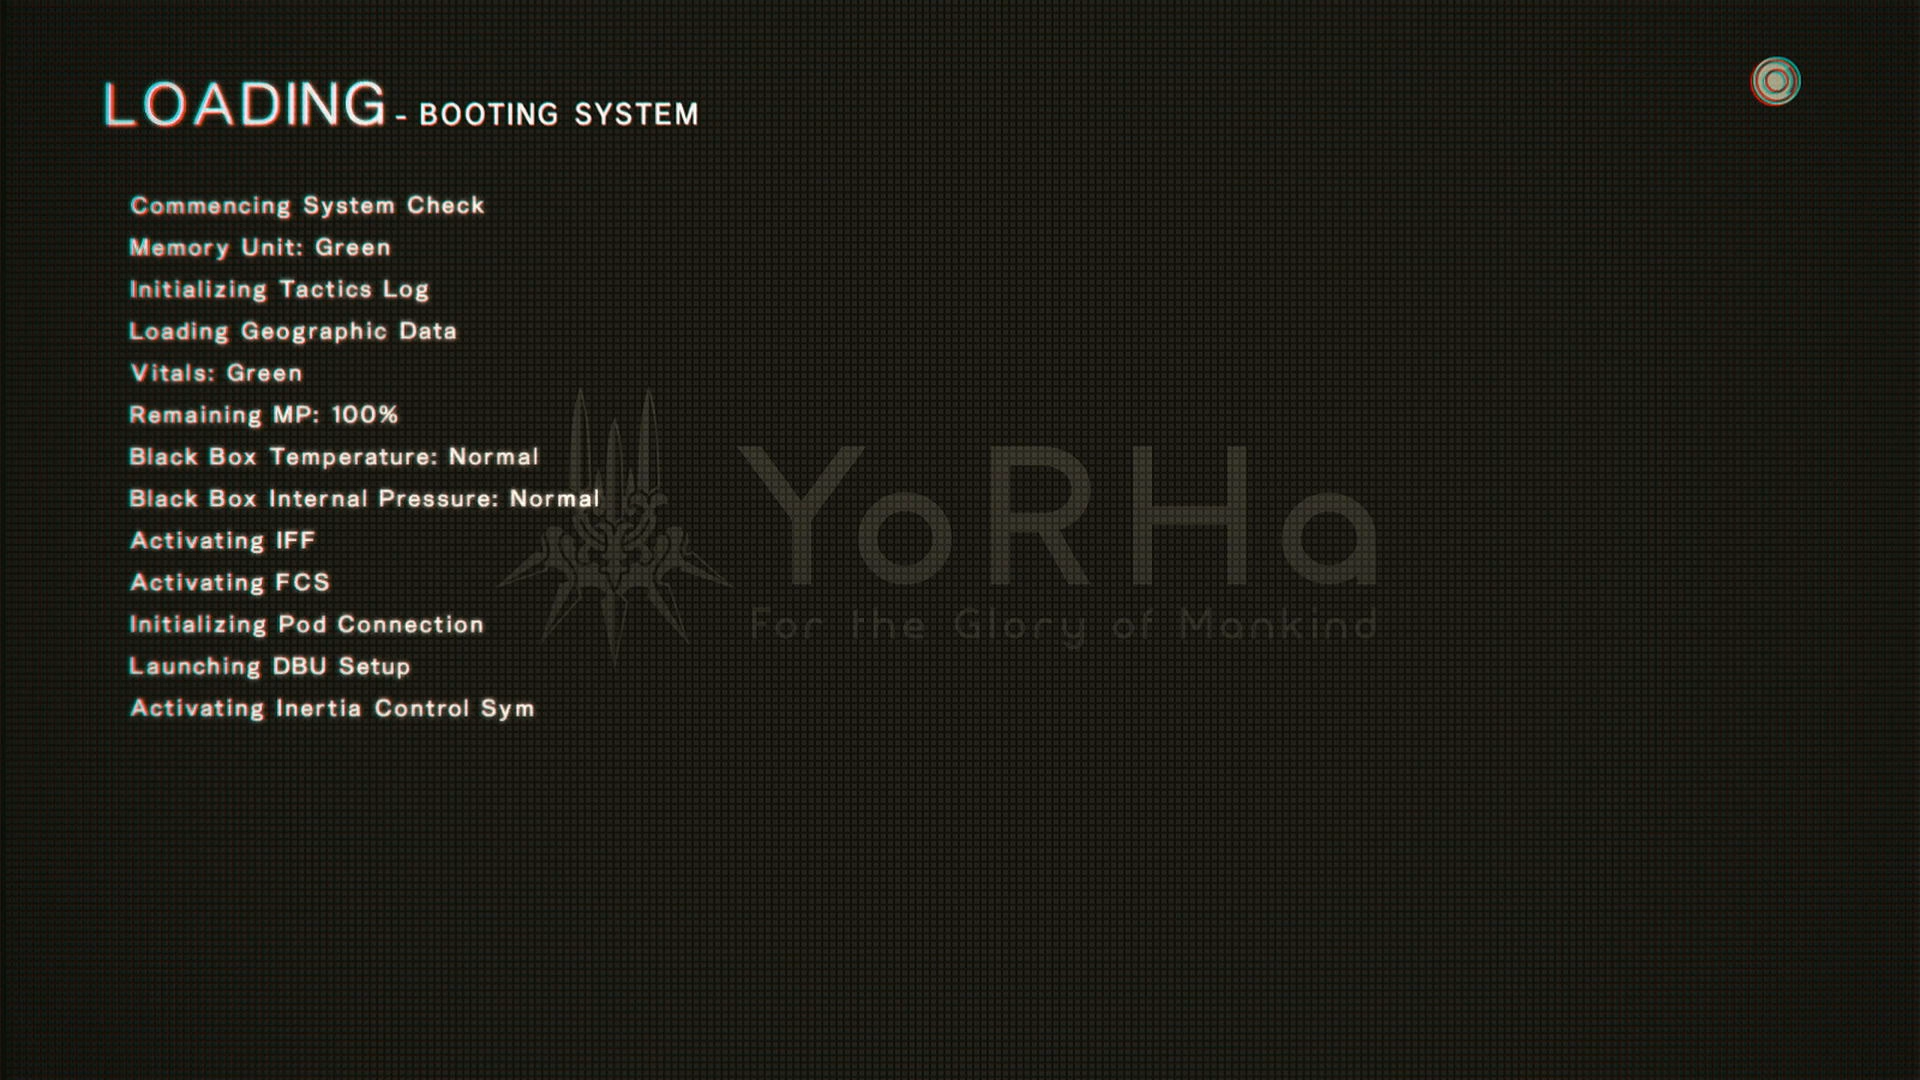 LOADING - BOOTING SYSTEM
Commencing System Check
Memory Unit: Green
Initializing Tactics Log
Loading Geographic Data
Vitals: Green
Remaining MP: 100%
Black Box Temperature: Normal
Black Box Internal Pressure: Normal
Activating IFF
Activating FCS
Initializing Pod Connection
Launching DBU Setup
Activating Inertia Control Sym
YoRHa
For the Glory of Mankind